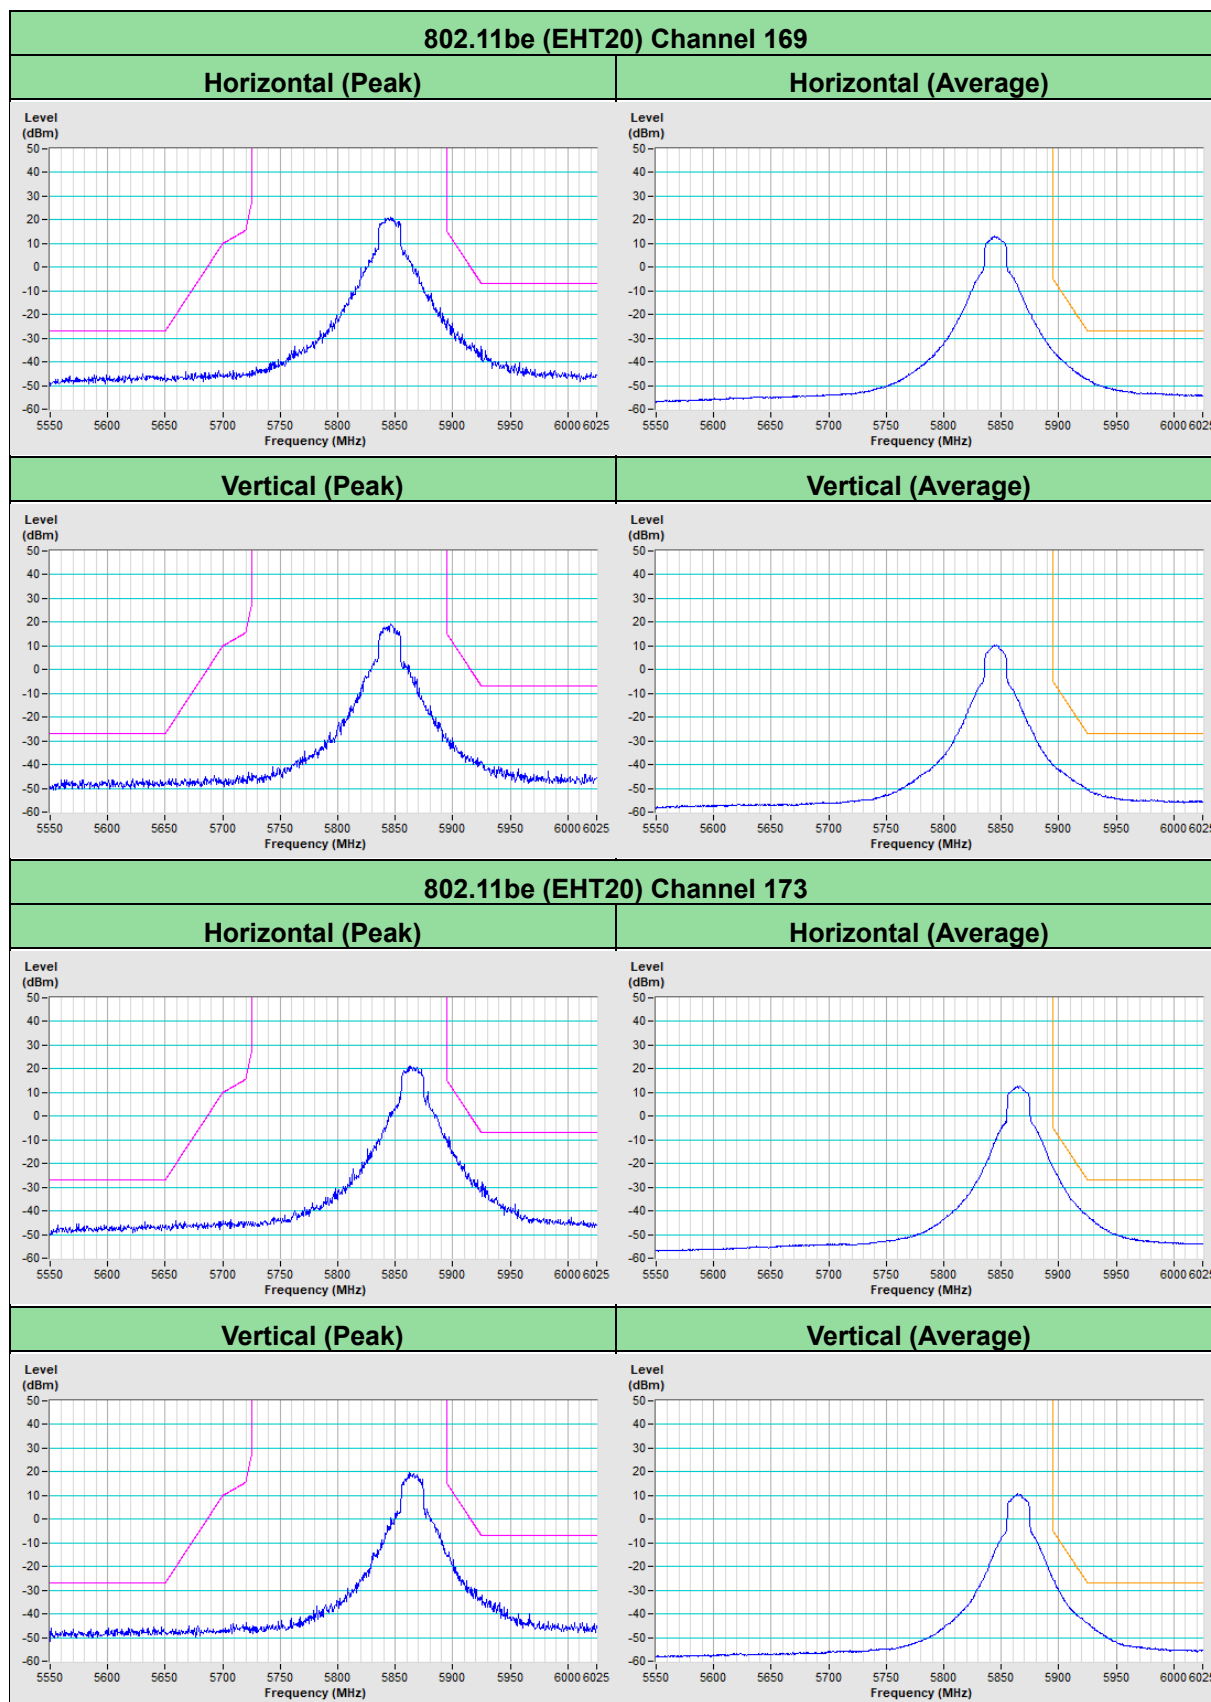 802.11be (EHT20) Channel 169
Horizontal (Peak) Horizontal (Average)
Level Level
(dBm) (dBm)
50 50
40 40
30 30
20 20
10 10
0 0
-10 -10
-20 -20
-30 -30
-40 -40
-50 -50
-60 -60
5550 5600 5650 5700 5750 5800 5850 5900 5950 6000 6025 5550 5600 5650 5700 5750 5800 5850 5900 5950 6000 6025
Frequency (MHz) Frequency (MHz)
Vertical (Peak) Vertical (Average)
Level Level
(dBm) (dBm)
50 50
40 40
30 30
20 20
10 10
0 0
-10 -10
-20 -20
-30 -30
-40 -40
-50 -50
-60 -60
5550 5600 5650 5700 5750 5800 5850 5900 5950 6000 6025 5550 5600 5650 5700 5750 5800 5850 5900 5950 6000 6025
Frequency (MHz) Frequency (MHz)
802.11be (EHT20) Channel 173
Horizontal (Peak) Horizontal (Average)
Level Level
(dBm) (dBm)
50 50
40 40
30 30
20 20
10 10
0 0
-10 -10
-20 -20
-30 -30
-40 -40
-50 -50
-60 -60
5550 5600 5650 5700 5750 5800 5850 5900 5950 6000 6025 5550 5600 5650 5700 5750 5800 5850 5900 5950 6000 6025
Frequency (MHz) Frequency (MHz)
Vertical (Peak) Vertical (Average)
Level Level
(dBm) (dBm)
50 50
40 40
30 30
20 20
10 10
0 0
-10 -10
-20 -20
-30 -30
-40 -40
-50 -50
-60 -60
5550 5600 5650 5700 5750 5800 5850 5900 5950 6000 6025 5550 5600 5650 5700 5750 5800 5850 5900 5950 6000 6025
Frequency (MHz) Frequency (MHz)